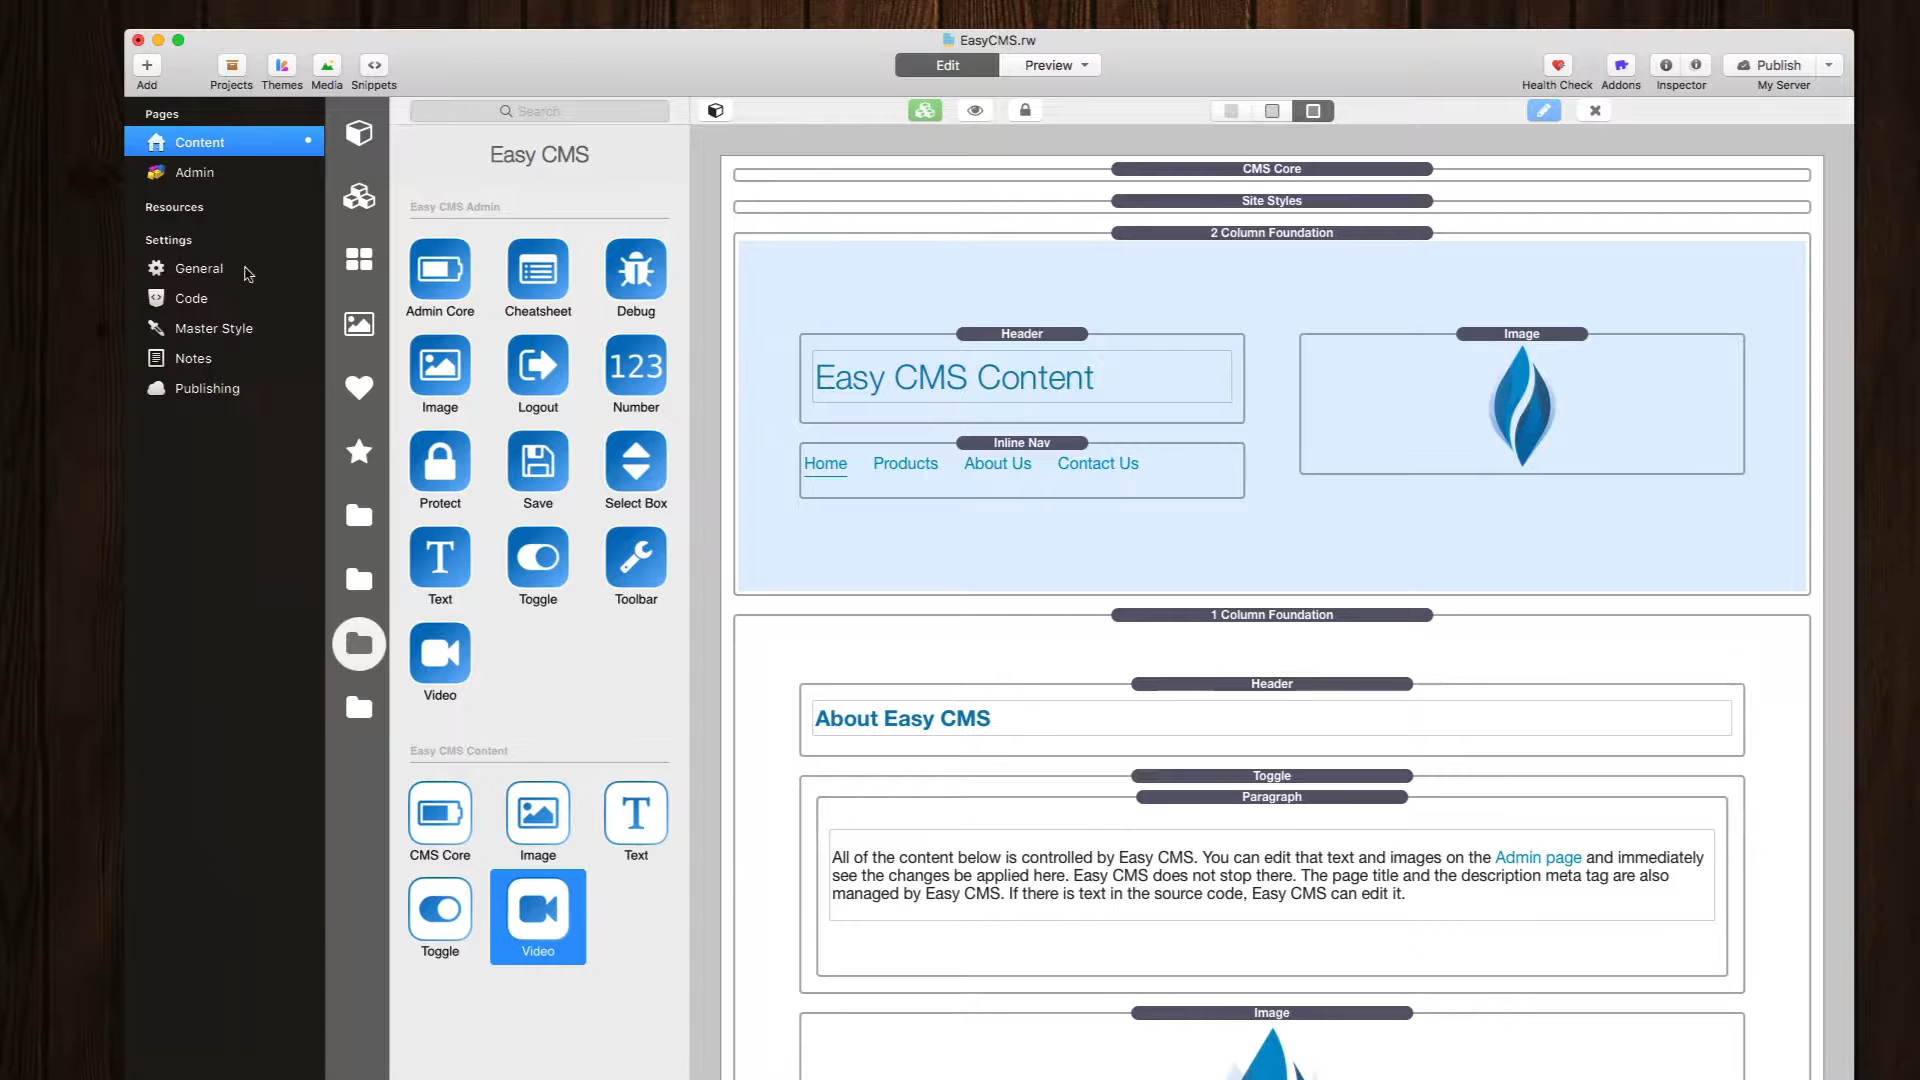 EasyCMS.rw
Add
Projects
Themes
Media
Snippets
Edit
Preview
Health Check
Addons
Inspector
Publish
My Server
Pages
Content
Admin
Resources
Settings
General
Code
Master Style
Notes
Publishing
Search
Easy CMS
Easy CMS Admin
Admin Core
Cheatsheet
Debug
Image
Logout
123
Number
Protect
Save
Select Box
T
Text
Toggle
Toolbar
Video
Easy CMS Content
CMS Core
Image
T
Text
Toggle
Video
CMS Core
Site Styles
2 Column Foundation
Header
Easy CMS Content
Image
Inline Nav
Home Products About Us Contact Us
1 Column Foundation
Header
About Easy CMS
Toggle
Paragraph
All of the content below is controlled by Easy CMS. You can edit that text and images on the Admin page and immediately
see the changes be applied here. Easy CMS does not stop there. The page title and the description meta tag are also
managed by Easy CMS. If there is text in the source code, Easy CMS can edit it.
Image